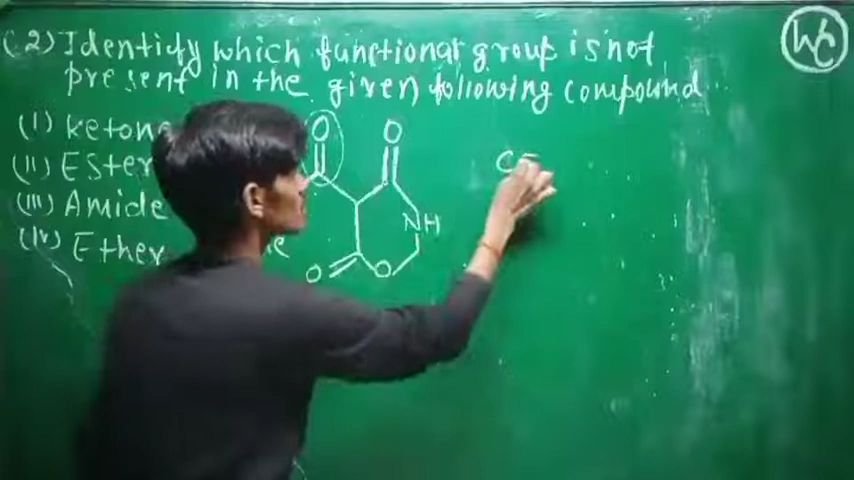 (2) Identify which functional group is not
WC
present in the given following compound
(i) Ketone
(ii) Ester
(iii) Amide
(iv) Ether
O
O
NH
O
O
C